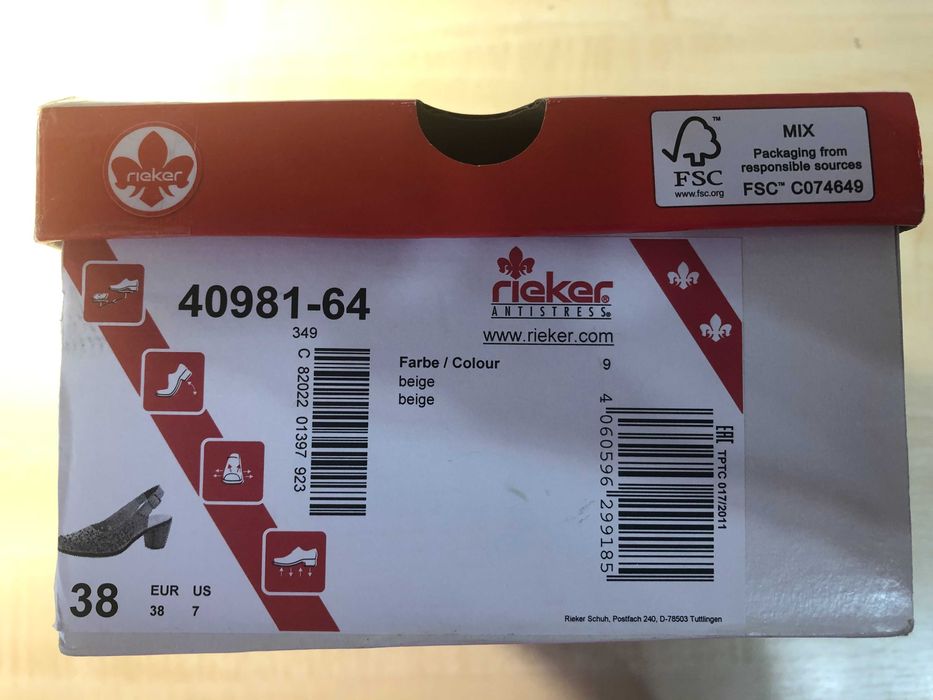 rieker
FSC™
www.fsc.org
MIX
Packaging from
responsible sources
FSC™ C074649
40981-64
349
C 82022 01397 923
rieker®
ANTISTRESS®
www.rieker.com
Farbe / Colour
beige
beige
9
4 060596 299185
EAC TPTC 017/2011
38
EUR US
38 7
Rieker Schuh, Postfach 240, D-78503 Tuttlingen